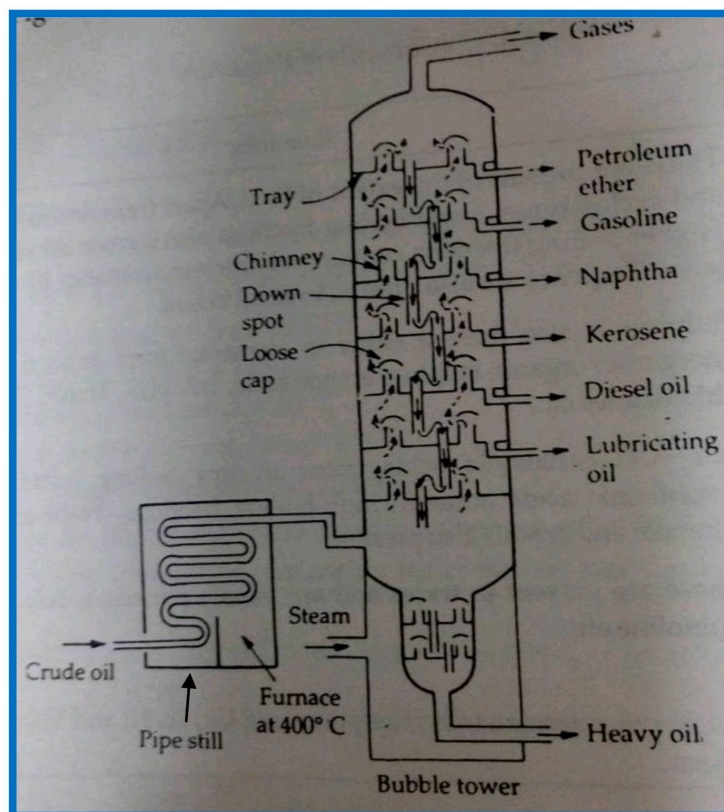 Gases
Petroleum
ether
Tray
Gasoline
Chimney
Naphtha
Down
spot
Kerosene
Loose
cap
Diesel oil
Lubricating
oil
Steam
Crude oil
Furnace
at 400° C
Pipe still
Heavy oil
Bubble tower